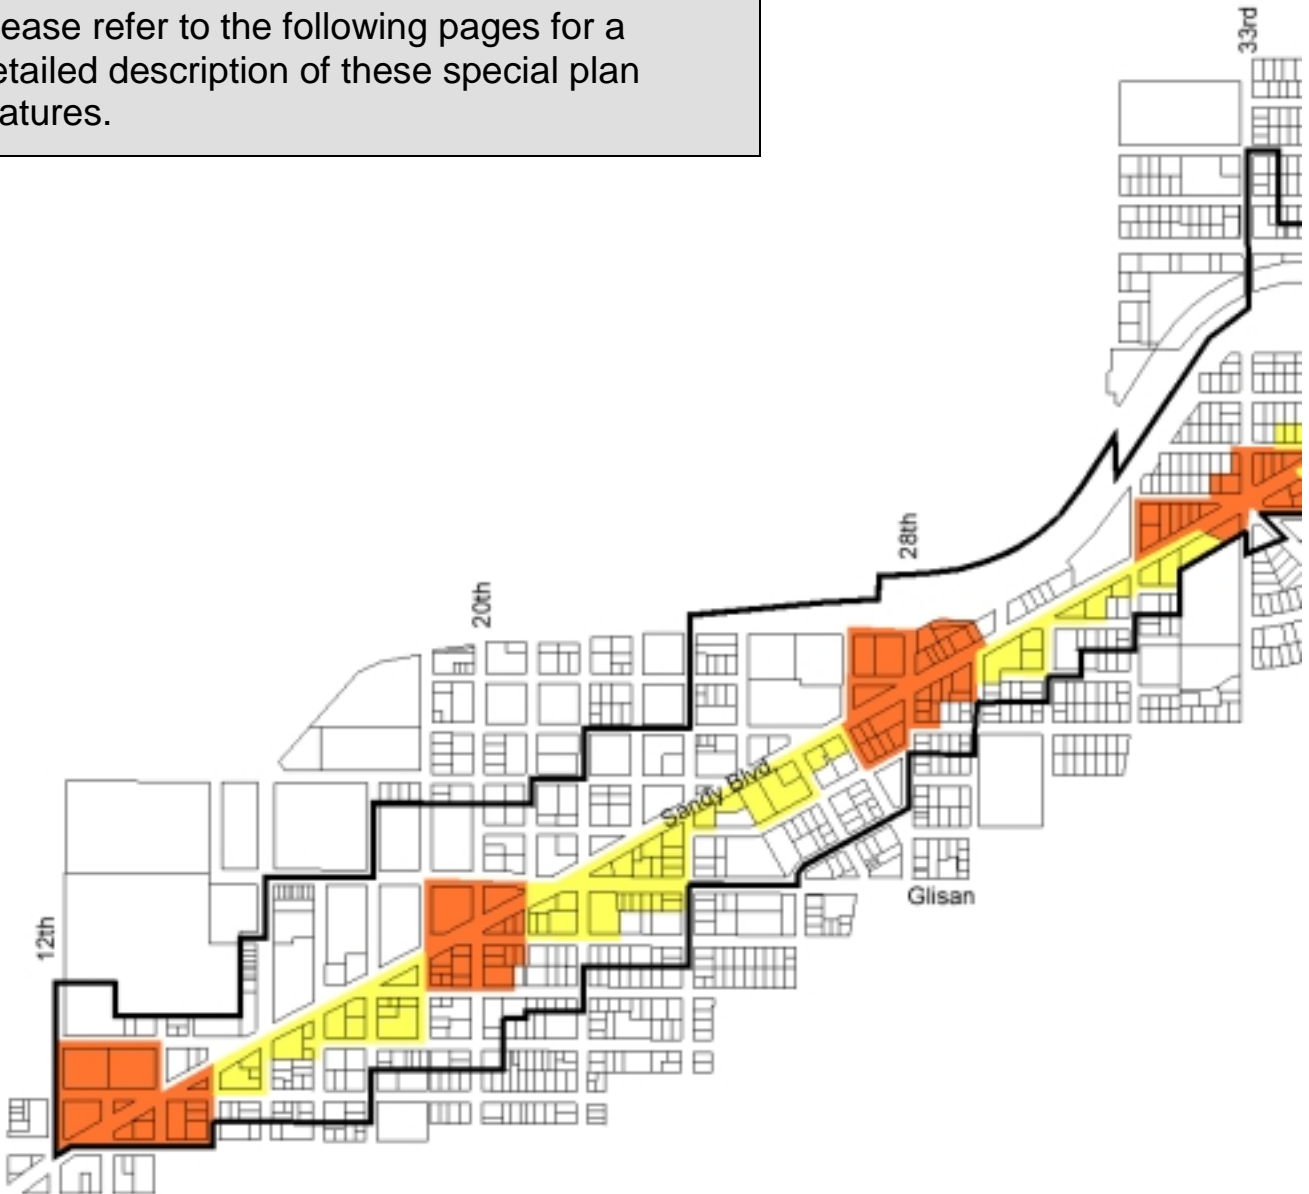 ease refer to the following pages for a
etailed description of these special plan
atures.
33rd
28th
20th
Sandy Blvd.
Glisan
12th